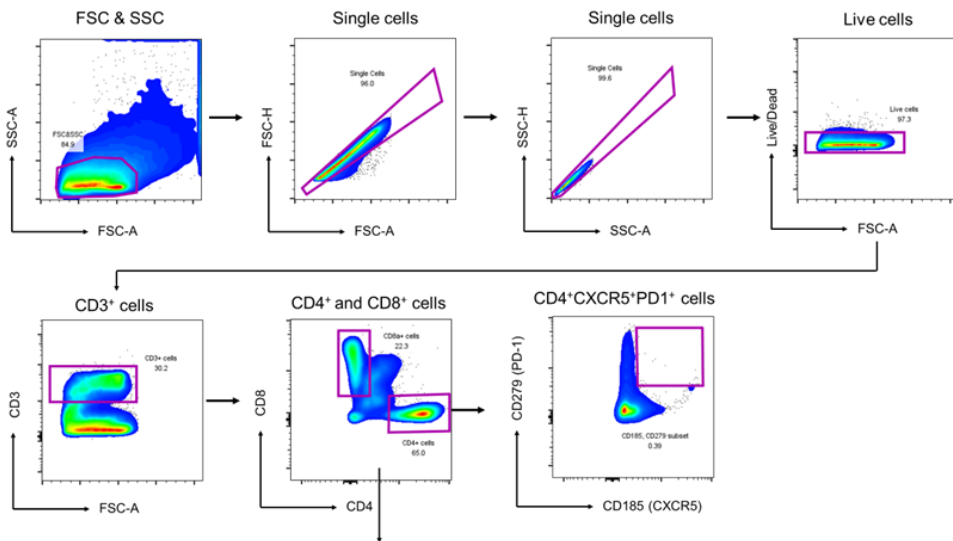 FSC & SSC
Single cells
Single cells
Live cells
SSC-A
FSC&SSC
84.9
FSC-A
FSC-H
Single Cells
96.0
FSC-A
SSC-H
Single Cells
99.6
SSC-A
Live/Dead
Live cells
97.3
FSC-A
CD3⁺ cells
CD4⁺ and CD8⁺ cells
CD4⁺CXCR5⁺PD1⁺ cells
CD3
CD3+ cells
30.2
FSC-A
CD8
CD8a+ cells
22.3
CD4+ cells
65.0
CD4
CD279 (PD-1)
CD185, CD279 subset
0.39
CD185 (CXCR5)